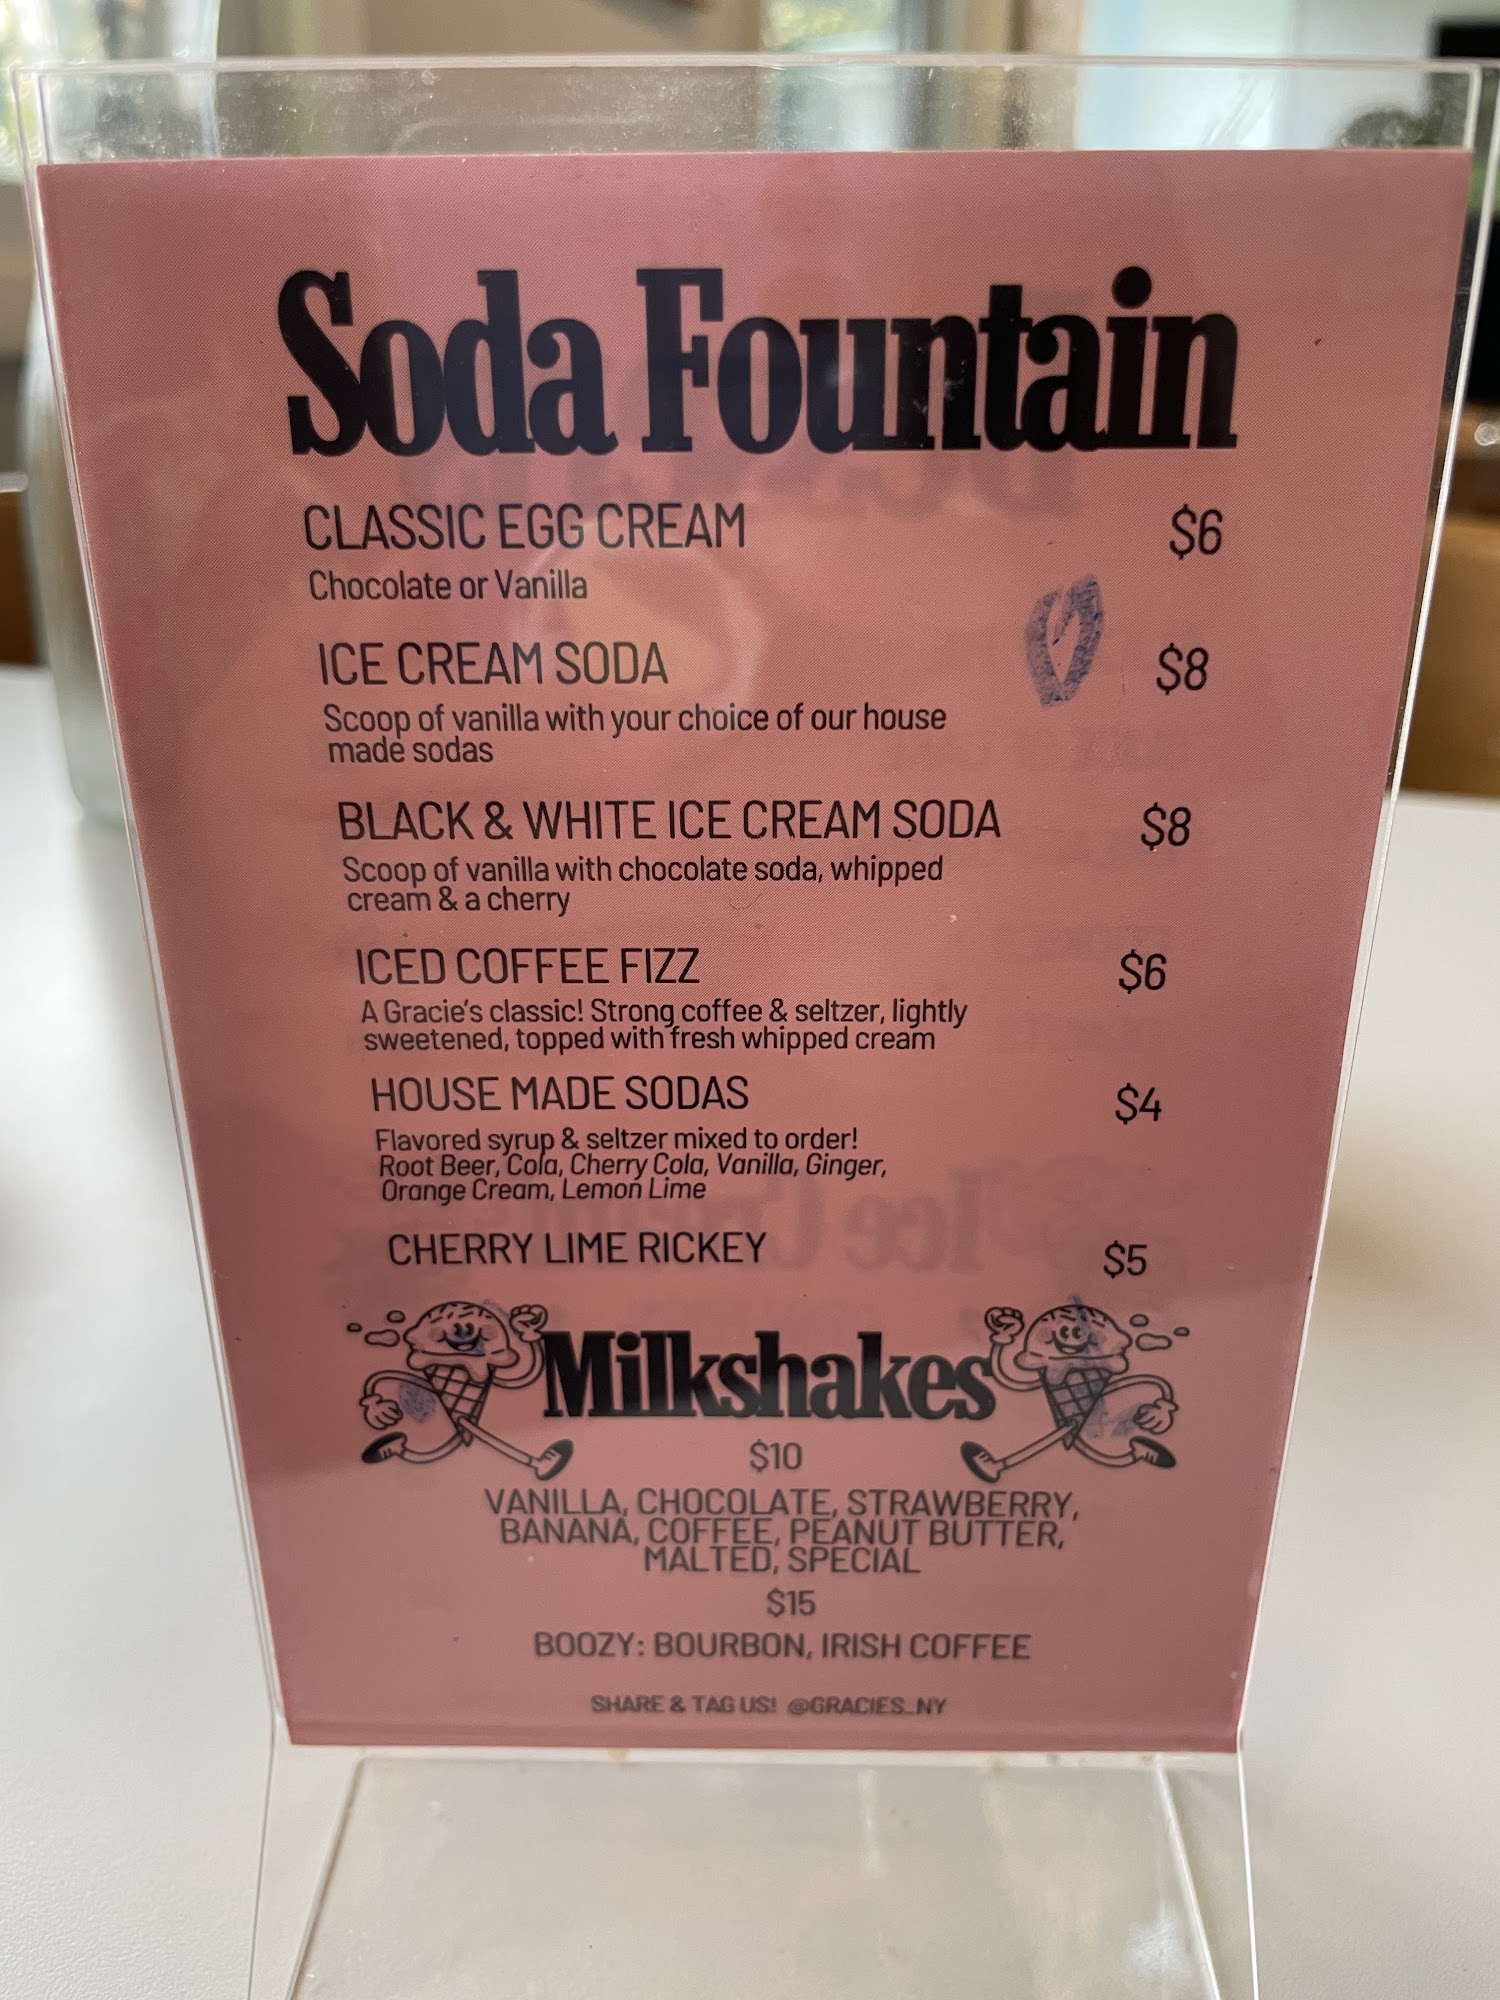 Soda Fountain
CLASSIC EGG CREAM $6
Chocolate or Vanilla
ICE CREAM SODA $8
Scoop of vanilla with your choice of our house
made sodas
BLACK & WHITE ICE CREAM SODA $8
Scoop of vanilla with chocolate soda, whipped
cream & a cherry
ICED COFFEE FIZZ $6
A Gracie's classic! Strong coffee & seltzer, lightly
sweetened, topped with fresh whipped cream
HOUSE MADE SODAS $4
Flavored syrup & seltzer mixed to order!
Root Beer, Cola, Cherry Cola, Vanilla, Ginger,
Orange Cream, Lemon Lime
CHERRY LIME RICKEY $5
Milkshakes
$10
VANILLA, CHOCOLATE, STRAWBERRY,
BANANA, COFFEE, PEANUT BUTTER,
MALTED, SPECIAL
$15
BOOZY: BOURBON, IRISH COFFEE
SHARE & TAG US! @GRACIES_NY